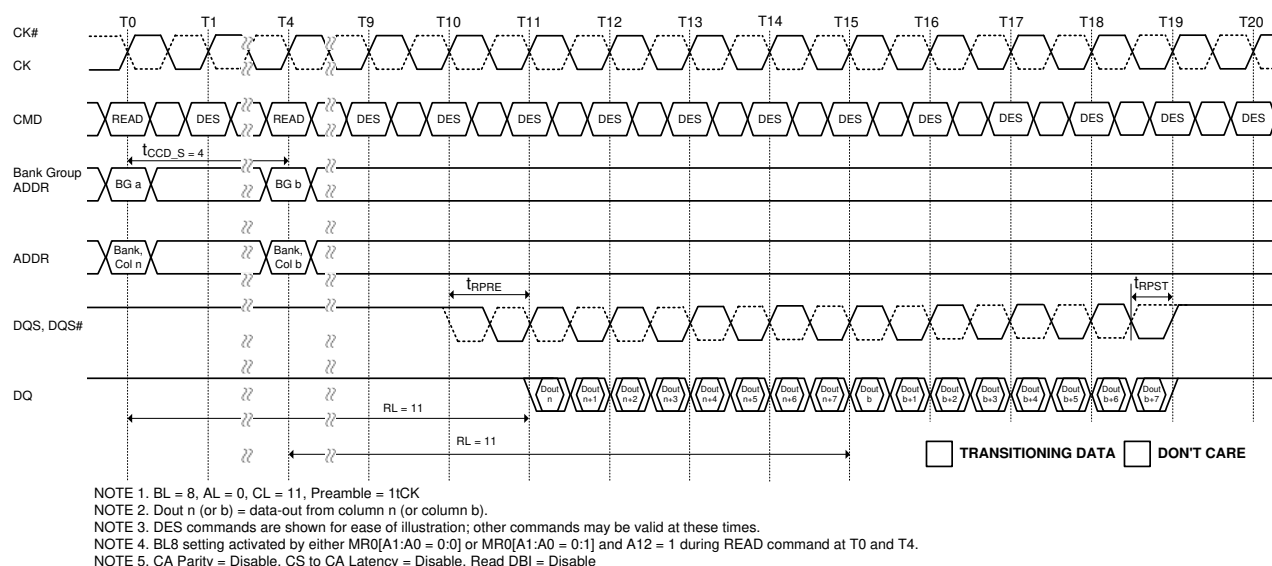 T0 T1 T4 T9 T10 T11 T12 T13 T14 T15 T16 T17 T18 T19 T20
CK#
CK
CMD READ DES READ DES DES DES DES DES DES DES DES DES DES DES DES
tCCD_S = 4
Bank Group
ADDR
BG a BG b
ADDR
Bank,
Col n
Bank,
Col b
tRPRE tRPST
DQS, DQS#
DQ
Dout
n
Dout
n+1
Dout
n+2
Dout
n+3
Dout
n+4
Dout
n+5
Dout
n+6
Dout
n+7
Dout
b
Dout
b+1
Dout
b+2
Dout
b+3
Dout
b+4
Dout
b+5
Dout
b+6
Dout
b+7
RL = 11
RL = 11
TRANSITIONING DATA DON'T CARE
NOTE 1. BL = 8, AL = 0, CL = 11, Preamble = 1tCK
NOTE 2. Dout n (or b) = data-out from column n (or column b).
NOTE 3. DES commands are shown for ease of illustration; other commands may be valid at these times.
NOTE 4. BL8 setting activated by either MR0[A1:A0 = 0:0] or MR0[A1:A0 = 0:1] and A12 = 1 during READ command at T0 and T4.
NOTE 5. CA Parity = Disable, CS to CA Latency = Disable, Read DBI = Disable